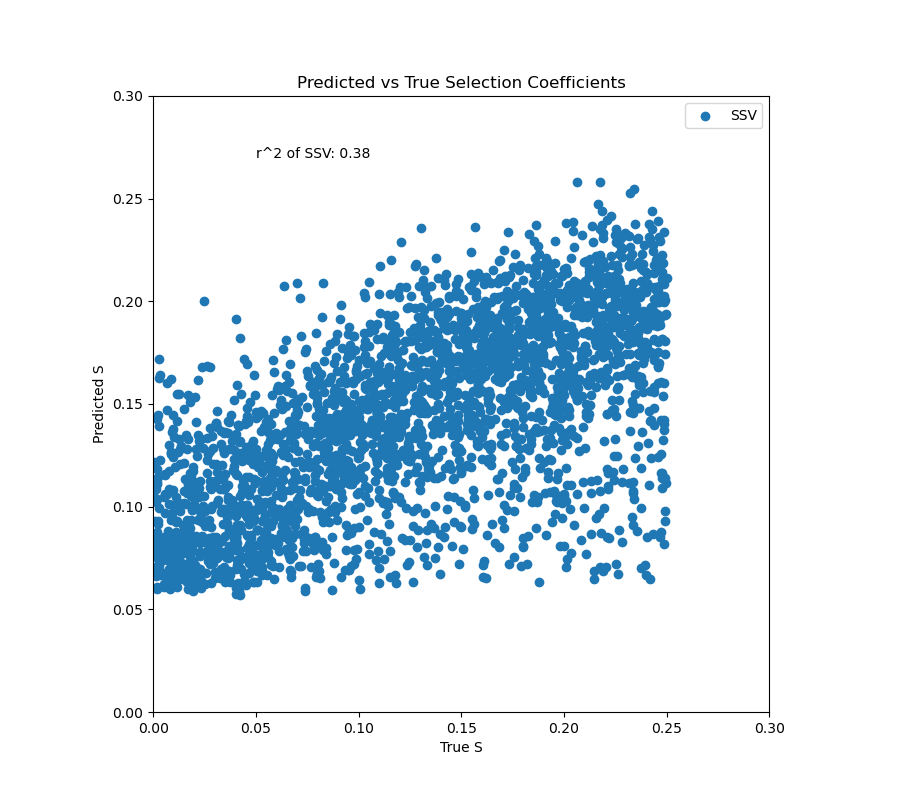 Predicted vs True Selection Coefficients
0.30
SSV
r^2 of SSV: 0.38
0.25
0.20
0.15
Predicted S
0.10
0.05
0.00
0.00 0.05 0.10 0.15 0.20 0.25 0.30
True S